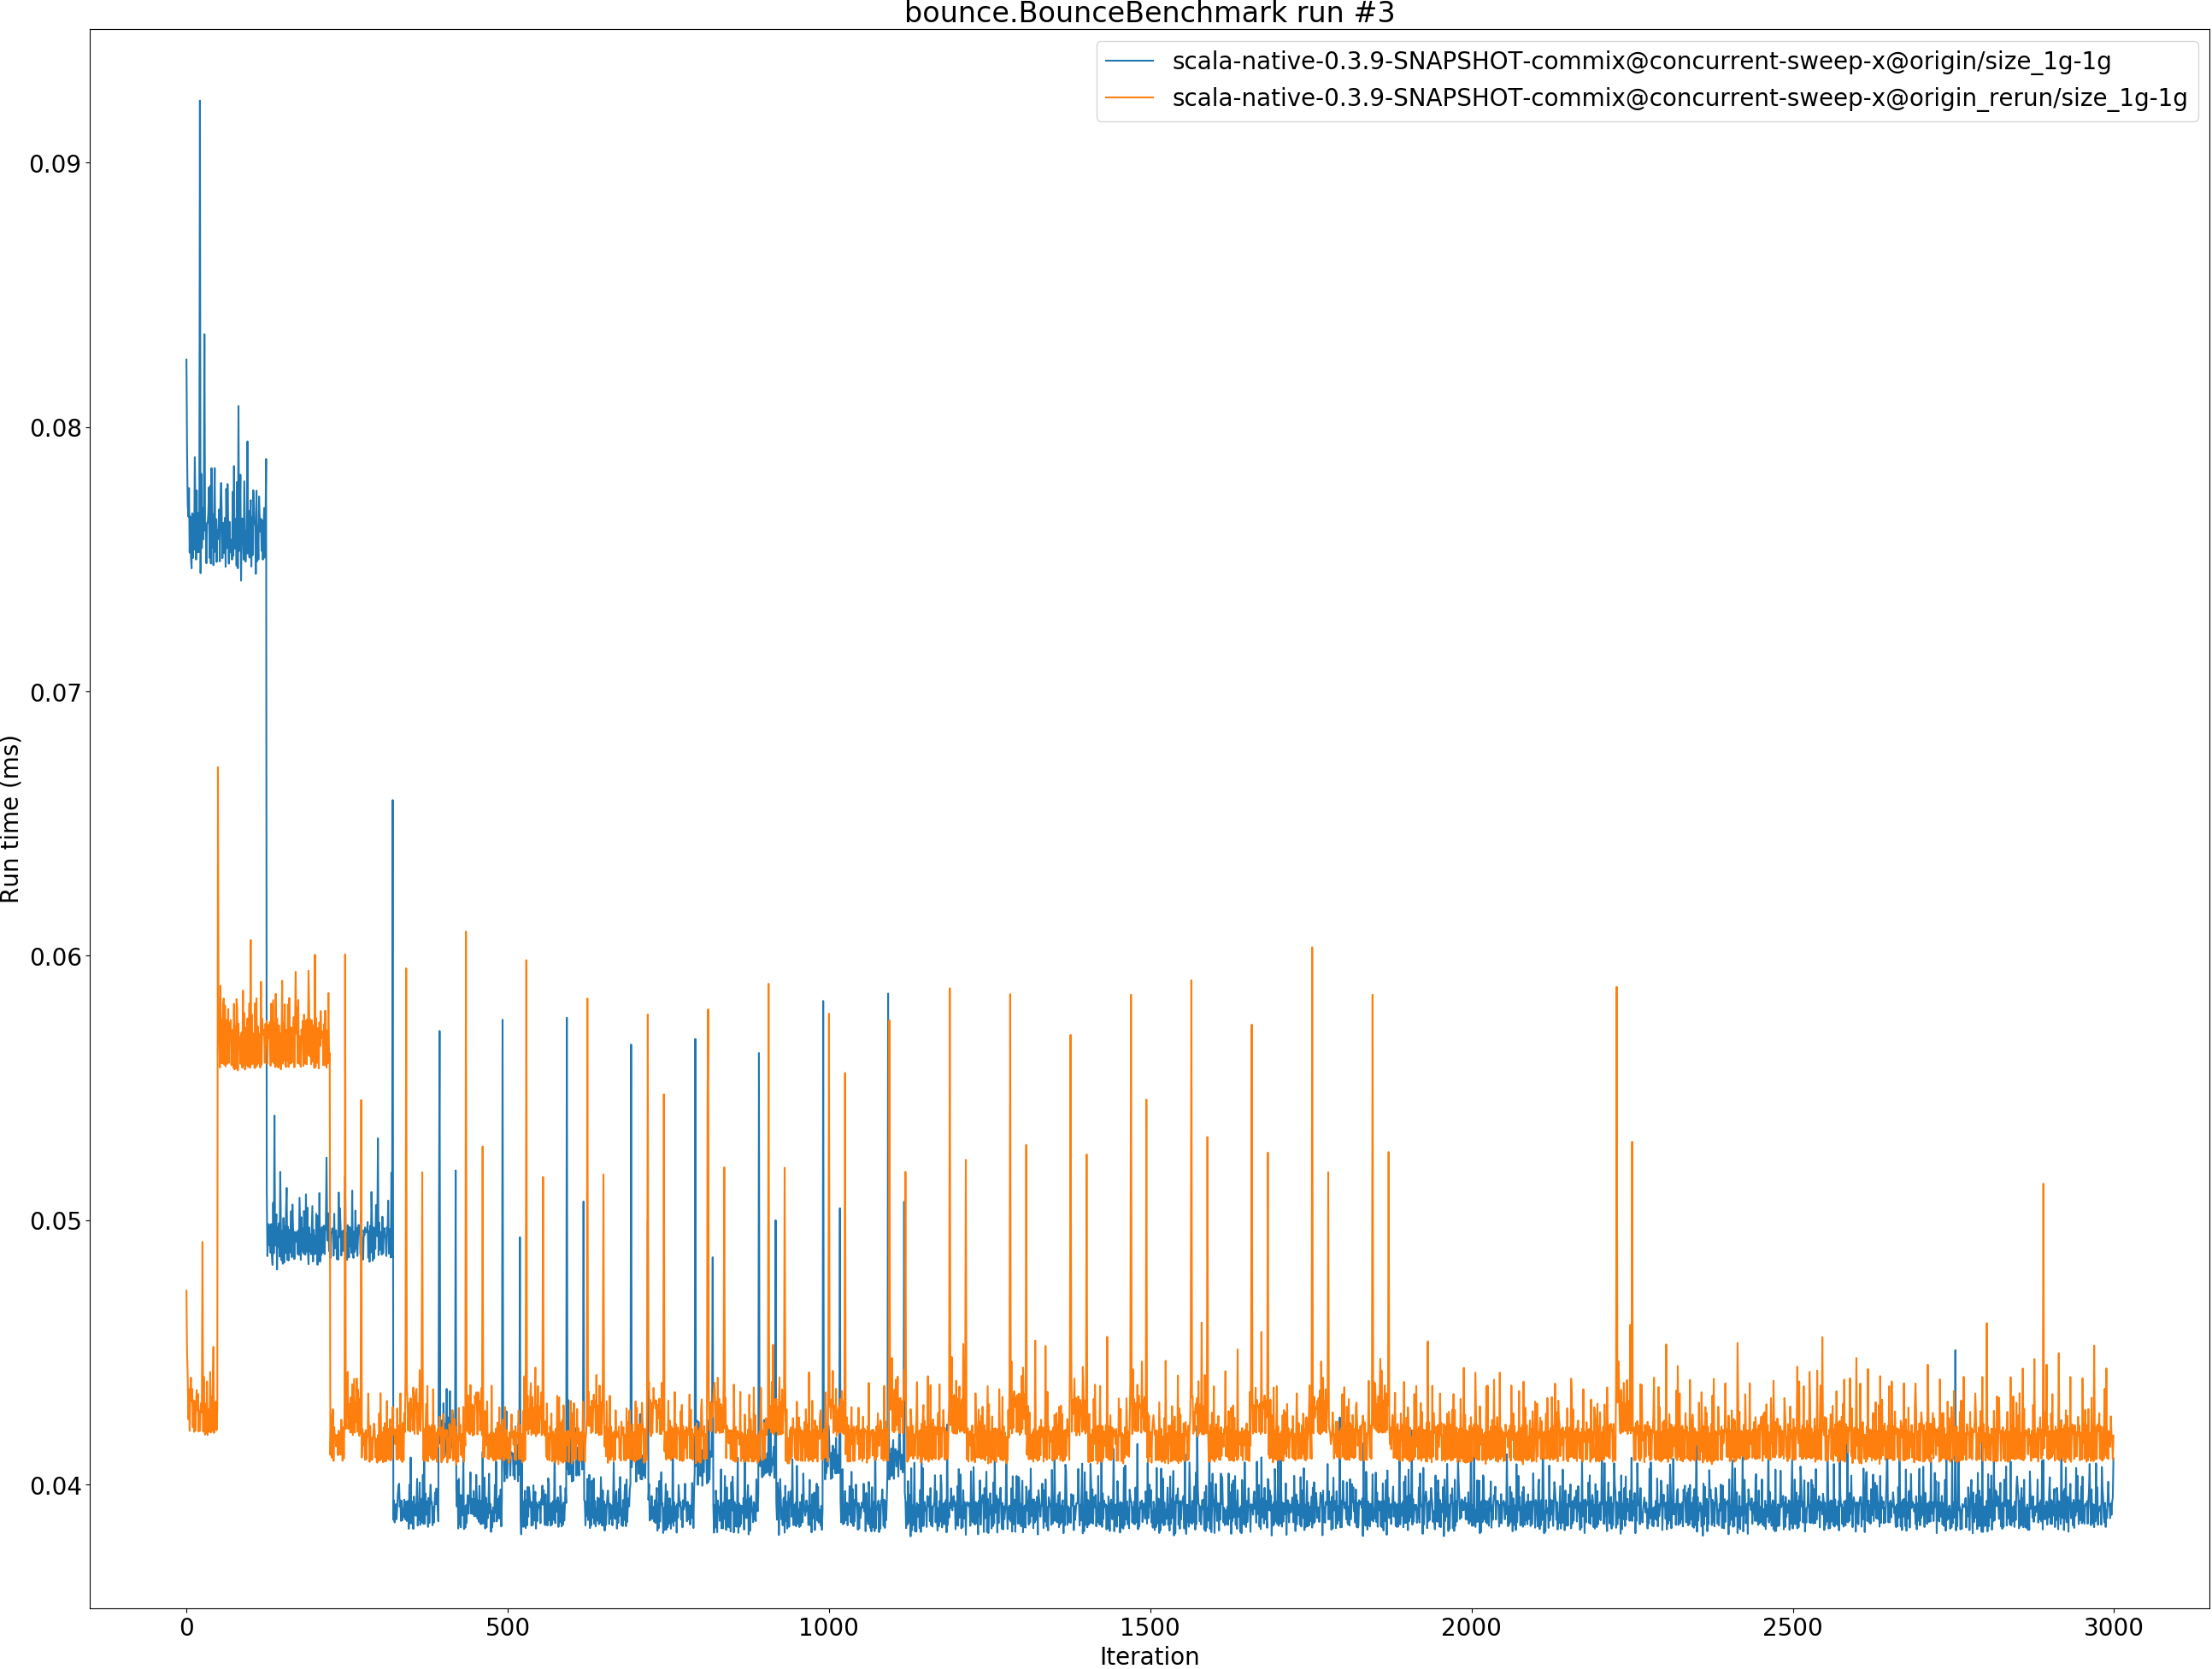 bounce.BounceBenchmark run #3
scala-native-0.3.9-SNAPSHOT-commix@concurrent-sweep-x@origin/size_1g-1g
scala-native-0.3.9-SNAPSHOT-commix@concurrent-sweep-x@origin_rerun/size_1g-1g
Run time (ms)
0.09
0.08
0.07
0.06
0.05
0.04
0 500 1000 1500 2000 2500 3000
Iteration